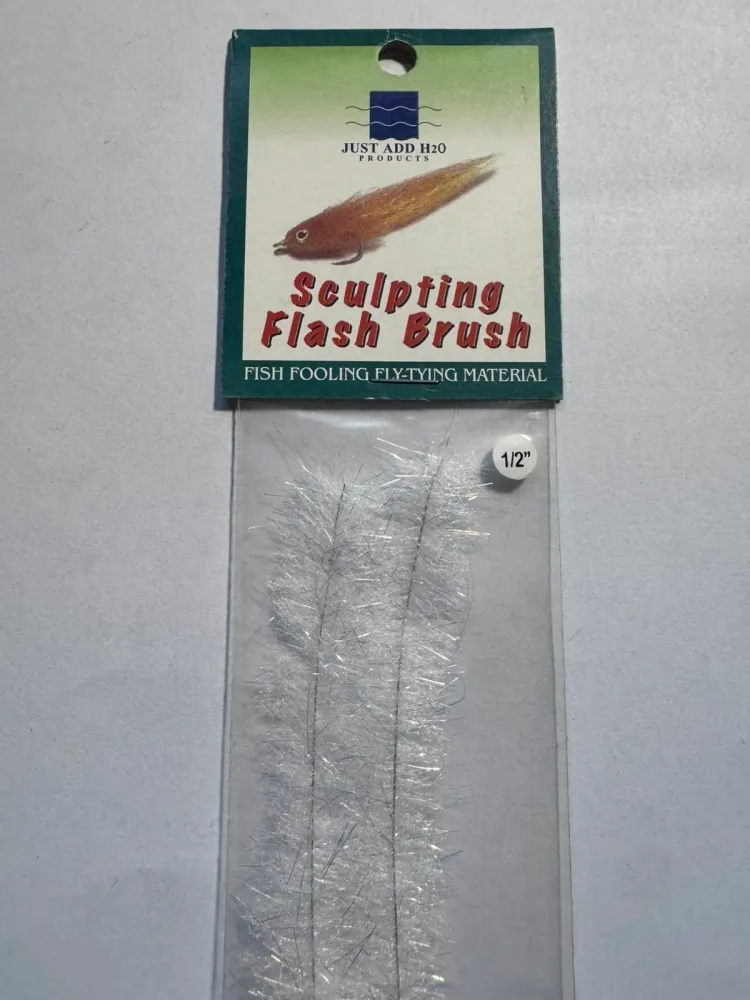 JUST ADD H2O
PRODUCTS
Sculpting
Flash Brush
FISH FOOLING FLY-TYING MATERIAL
1/2"